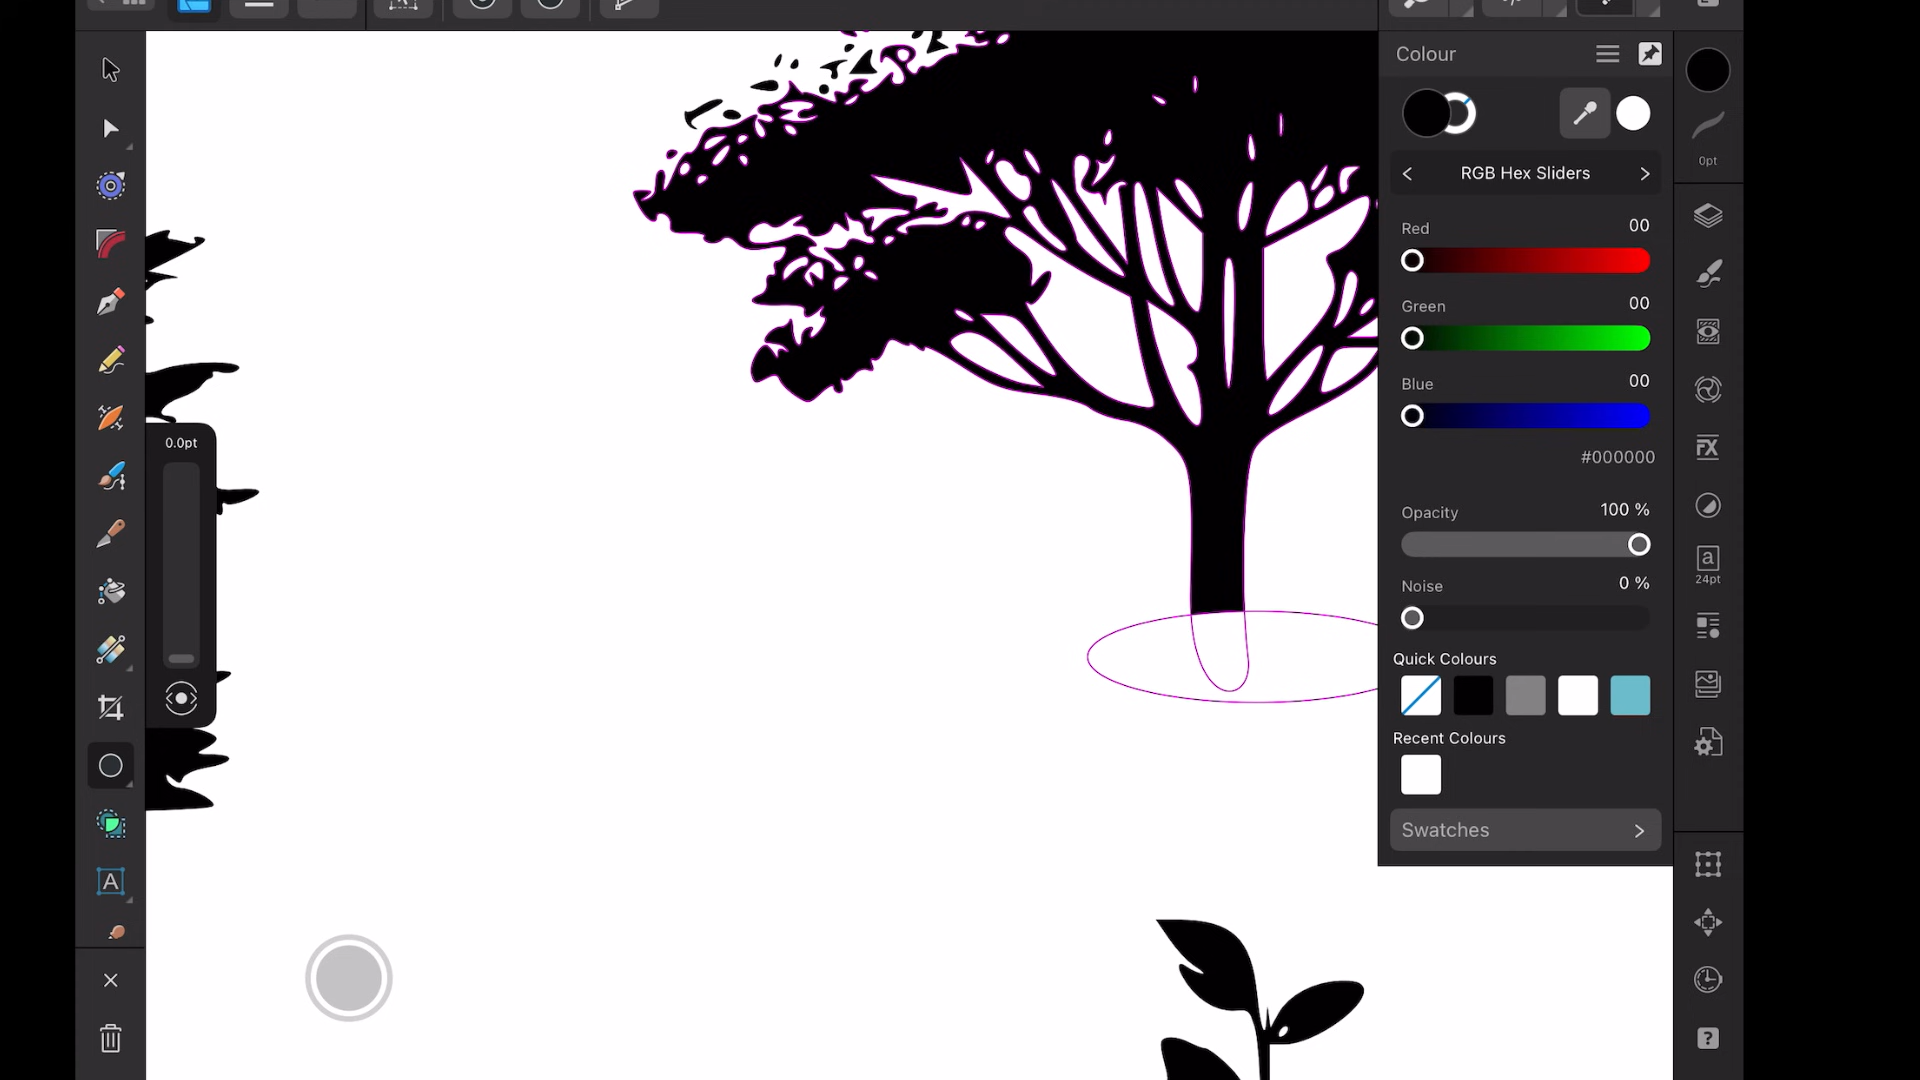 Colour
0pt
RGB Hex Sliders
Red 00
Green 00
Blue 00
#000000
Opacity 100 %
Noise 0 %
Quick Colours
Recent Colours
Swatches
0.0pt
A
FX
a
24pt
?